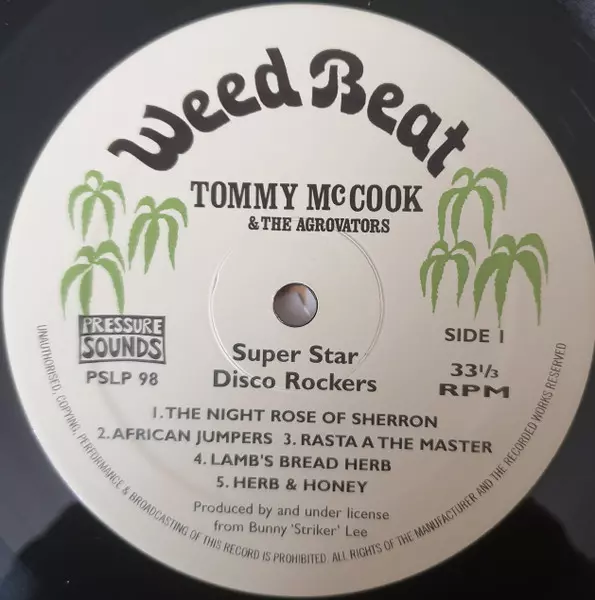 Weed Beat
TOMMY McCOOK
& THE AGROVATORS
PRESSURE
SOUNDS
PSLP 98
SIDE 1
33 1/3
RPM
Super Star
Disco Rockers
1.THE NIGHT ROSE OF SHERRON
2.AFRICAN JUMPERS 3. RASTA A THE MASTER
4. LAMB'S BREAD HERB
5. HERB & HONEY
Produced by and under license
from Bunny 'Striker' Lee
UNAUTHORISED, COPYING, PERFORMANCE & BROADCASTING OF THIS RECORD IS PROHIBITED. ALL RIGHTS OF THE MANUFACTURER AND THE RECORDED WORKS RESERVED